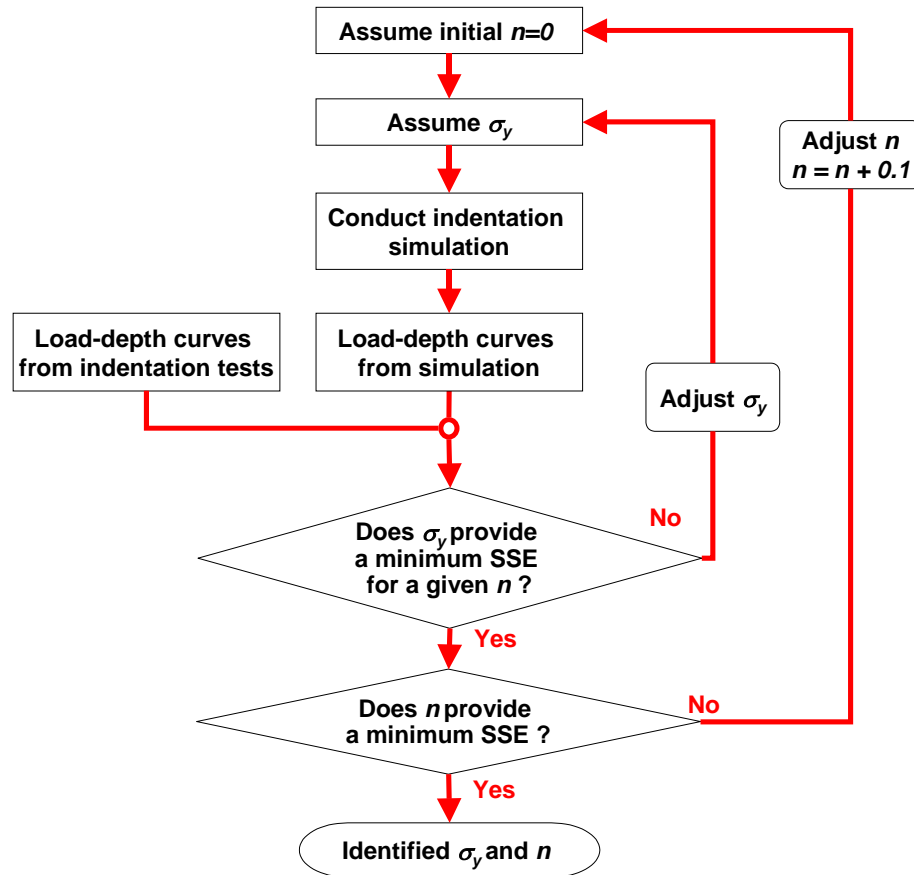 Assume initial n=0
Assume σy
Adjust n
n = n + 0.1
Conduct indentation
simulation
Load-depth curves
from indentation tests
Load-depth curves
from simulation
Adjust σy
No
Does σy provide
a minimum SSE
for a given n ?
Yes
Does n provide
a minimum SSE ?
No
Yes
Identified σy and n